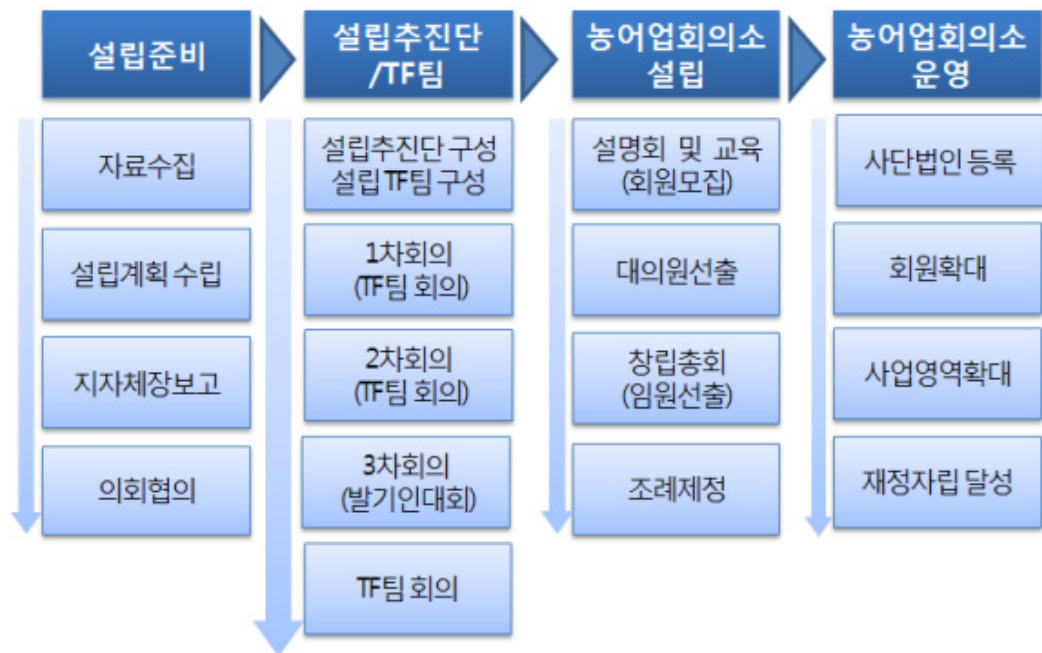 설립준비
자료수집
설립계획 수립
지자체장보고
의회협의
설립추진단
/TF팀
설립추진단 구성
설립 TF팀 구성
1차회의
(TF팀 회의)
2차회의
(TF팀 회의)
3차회의
(발기인대회)
TF팀 회의
농어업회의소
설립
설명회 및 교육
(회원모집)
대의원선출
창립총회
(임원선출)
조례제정
농어업회의소
운영
사단법인 등록
회원확대
사업영역확대
재정자립 달성